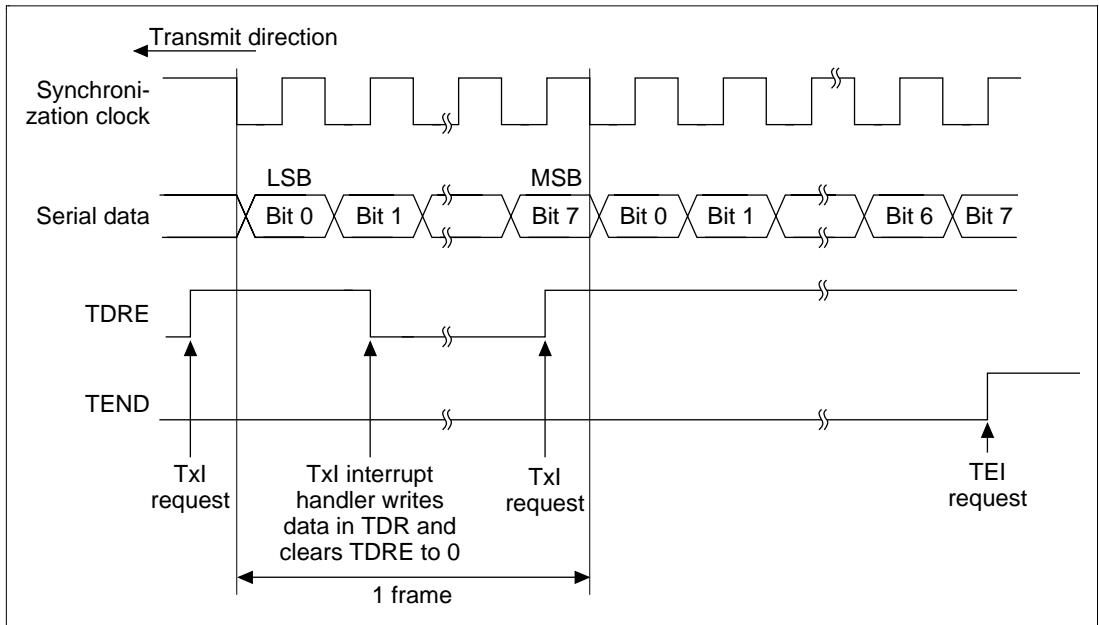 Transmit direction
Synchroni-
zation clock
LSB
MSB
Serial data
Bit 0
Bit 1
Bit 7
Bit 0
Bit 1
Bit 6
Bit 7
TDRE
TEND
TxI
request
TxI interrupt
handler writes
data in TDR and
clears TDRE to 0
TxI
request
TEI
request
1 frame